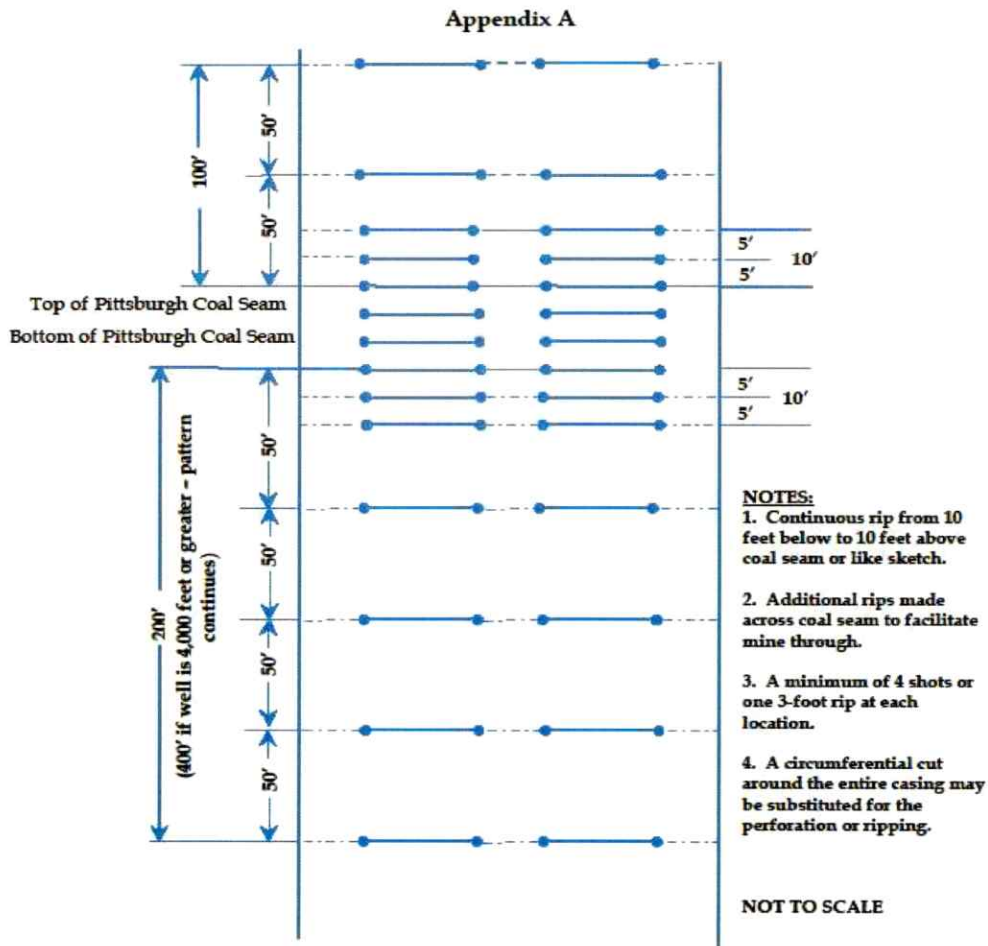 Appendix A
50'
100'
50'
5'
10'
5'
Top of Pittsburgh Coal Seam
Bottom of Pittsburgh Coal Seam
5'
10'
5'
50'
50'
50'
50'
200'
(400' if well is 4,000 feet or greater – pattern
continues)
NOTES:
1. Continuous rip from 10
feet below to 10 feet above
coal seam or like sketch.
2. Additional rips made
across coal seam to facilitate
mine through.
3. A minimum of 4 shots or
one 3-foot rip at each
location.
4. A circumferential cut
around the entire casing may
be substituted for the
perforation or ripping.
NOT TO SCALE